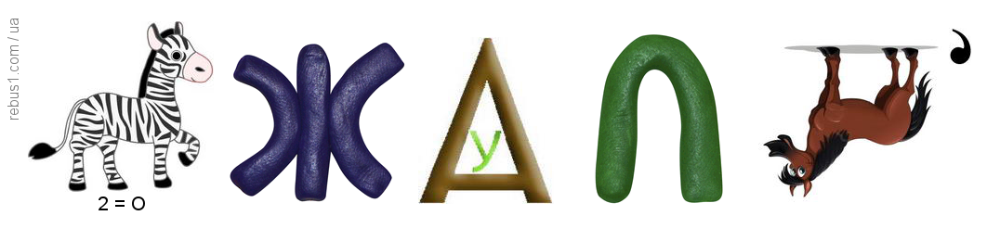 rebus1.com/ua
2 = О
Ж А у Л ,